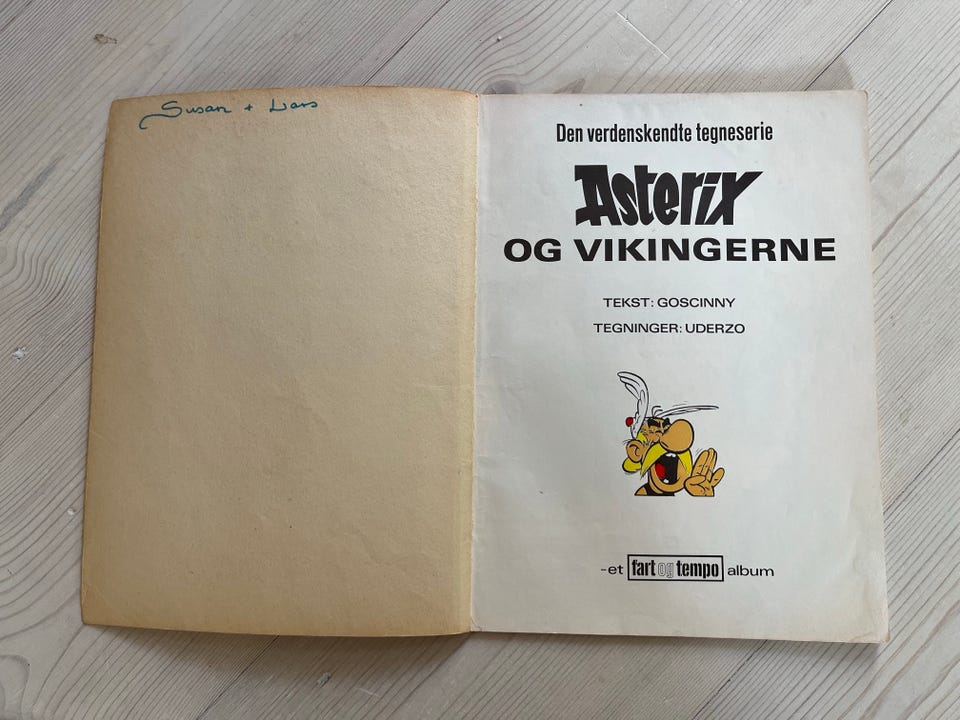 Susan + Lars
Den verdenskendte tegneserie
Asterix
OG VIKINGERNE
TEKST: GOSCINNY
TEGNINGER: UDERZO
-et fart og tempo album